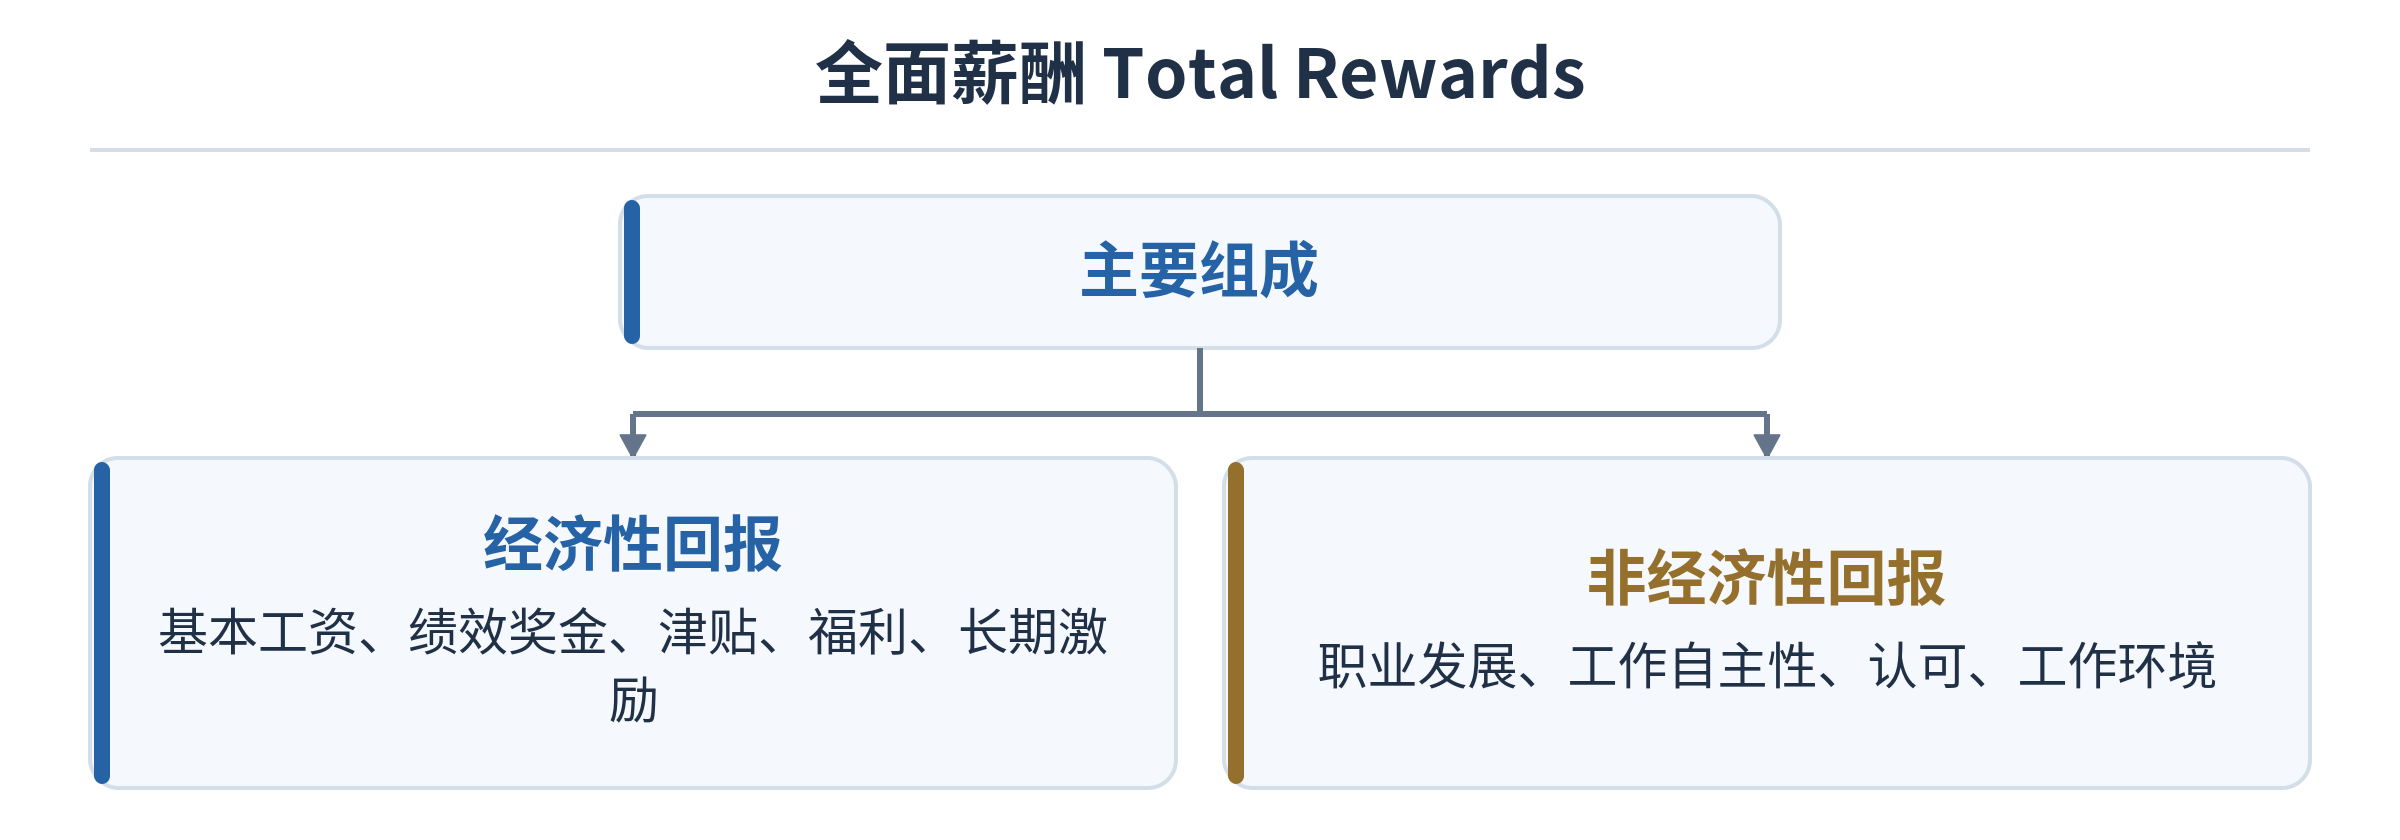 全面薪酬 Total Rewards
主要组成
经济性回报
基本工资、绩效奖金、津贴、福利、长期激
励
非经济性回报
职业发展、工作自主性、认可、工作环境